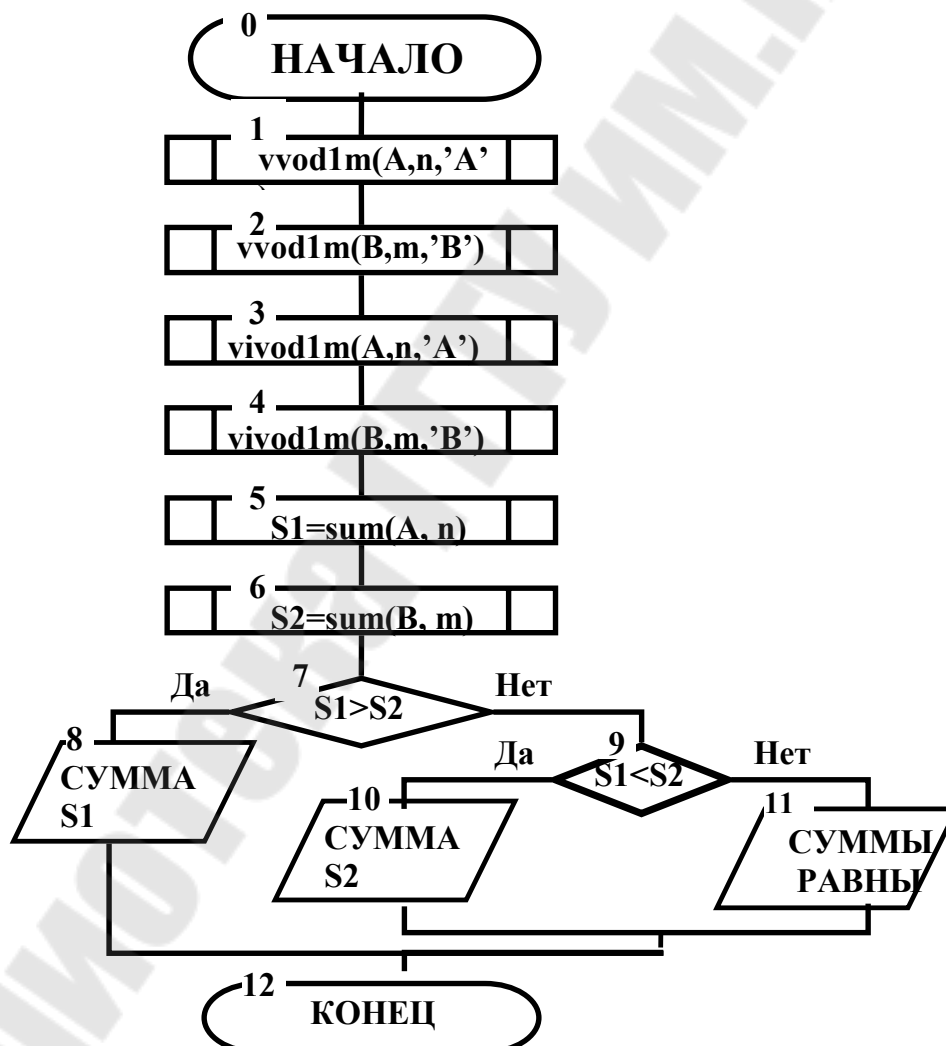 0
НАЧАЛО
1
vvod1m(A,n,’A’
2
vvod1m(B,m,’B’)
3
vivod1m(A,n,’A’)
4
vivod1m(B,m,’B’)
5
S1=sum(A, n)
6
S2=sum(B, m)
7
Да
S1>S2
Нет
8
СУММА
S1
9
Да
S1<S2
Нет
10
СУММА
S2
11
СУММЫ
РАВНЫ
12
КОНЕЦ